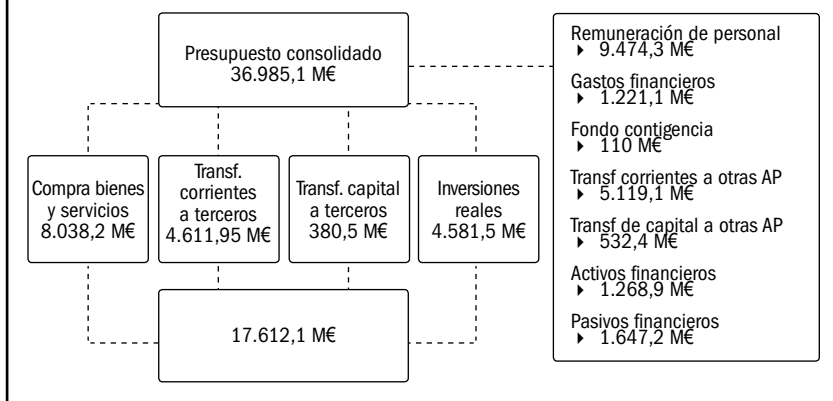 Presupuesto consolidado
36.985,1 M€
Compra bienes
y servicios
8.038,2 M€
Transf.
corrientes
a terceros
4.611,95 M€
Transf. capital
a terceros
380,5 M€
Inversiones
reales
4.581,5 M€
17.612,1 M€
Remuneración de personal
9.474,3 M€
Gastos financieros
1.221,1 M€
Fondo contigencia
110 M€
Transf corrientes a otras AP
5.119,1 M€
Transf de capital a otras AP
532,4 M€
Activos financieros
1.268,9 M€
Pasivos financieros
1.647,2 M€